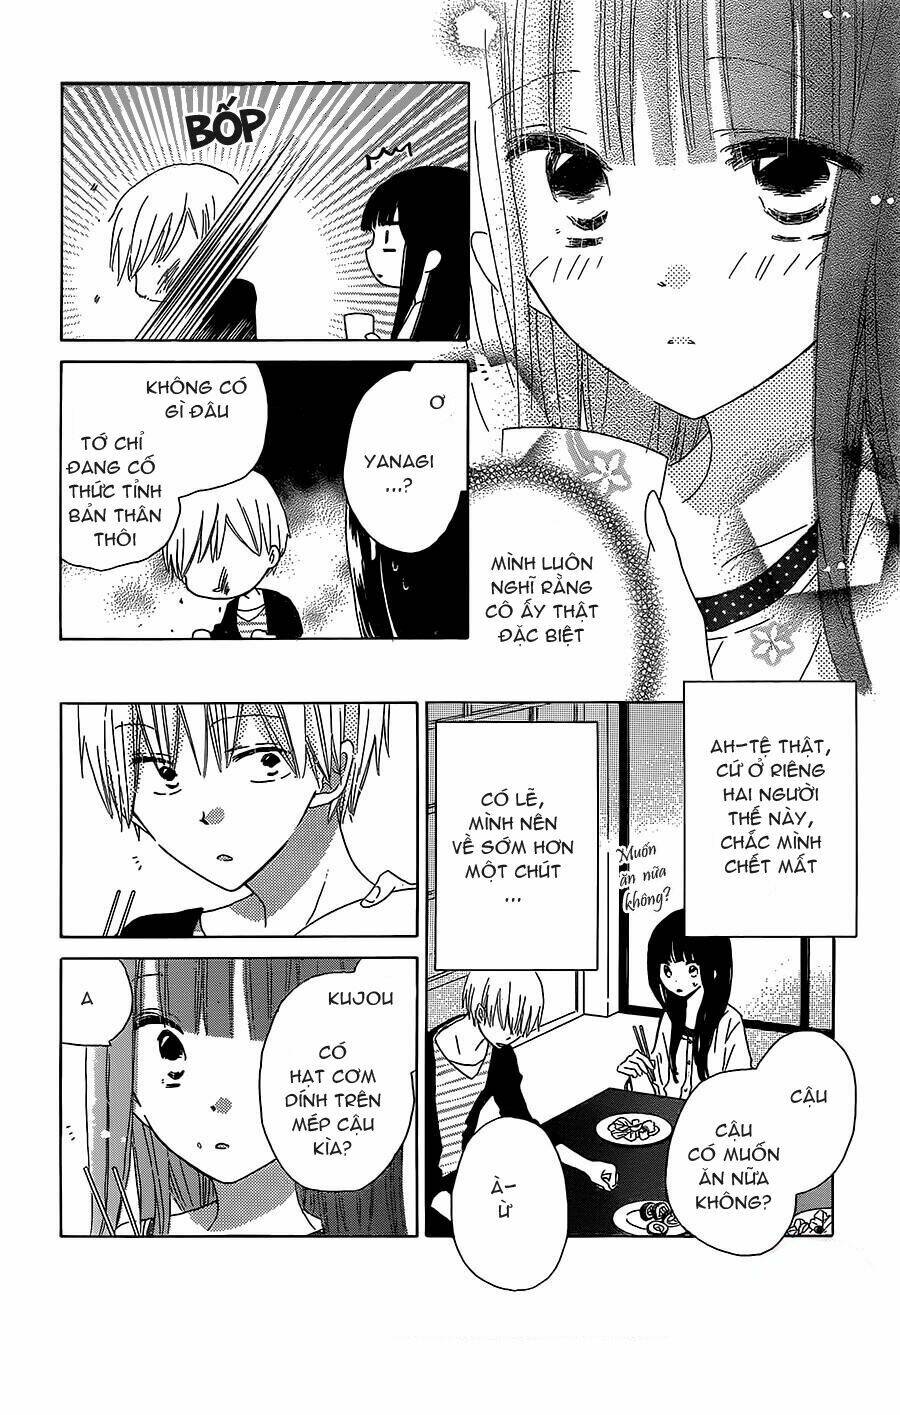 MÌNH LUÔN
NGHĨ RẰNG
CÔ ẤY THẬT
ĐẶC BIỆT
BỐP
Ơ
YANAGI
...?
KHÔNG CÓ
GÌ ĐÂU
TỚ CHỈ
ĐANG CỐ
THỨC TỈNH
BẢN THÂN
THÔI
AH-TỆ THẬT,
CỨ Ở RIÊNG
HAI NGƯỜI
THẾ NÀY,
CHẮC MÌNH
CHẾT MẤT
CÓ LẼ,
MÌNH NÊN
VỀ SỚM HƠN
MỘT CHÚT
...
Muốn
ăn nữa
không?
CẬU
CẬU
CÓ MUỐN
ĂN NỮA
KHÔNG?
À-
Ừ
KUJOU
CÓ
HẠT CƠM
DÍNH TRÊN
MÉP CẬU
KÌA?
A